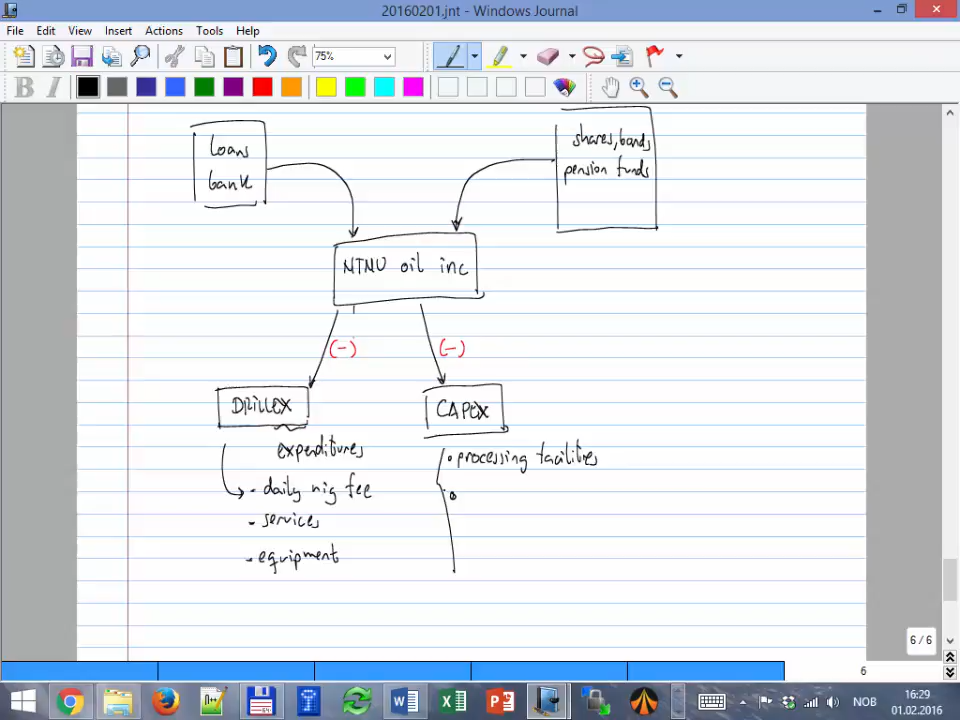 20160201.jnt - Windows Journal
File Edit View Insert Actions Tools Help
75%
B I
loans
bank
shares, bonds
pension funds
NTNU oil inc
(-) (-)
DRILLEX
CAPEX
expenditures
• processing facilities
- daily rig fee
•
- services
- equipment
6 / 6
6
NOB
16:29
01.02.2016